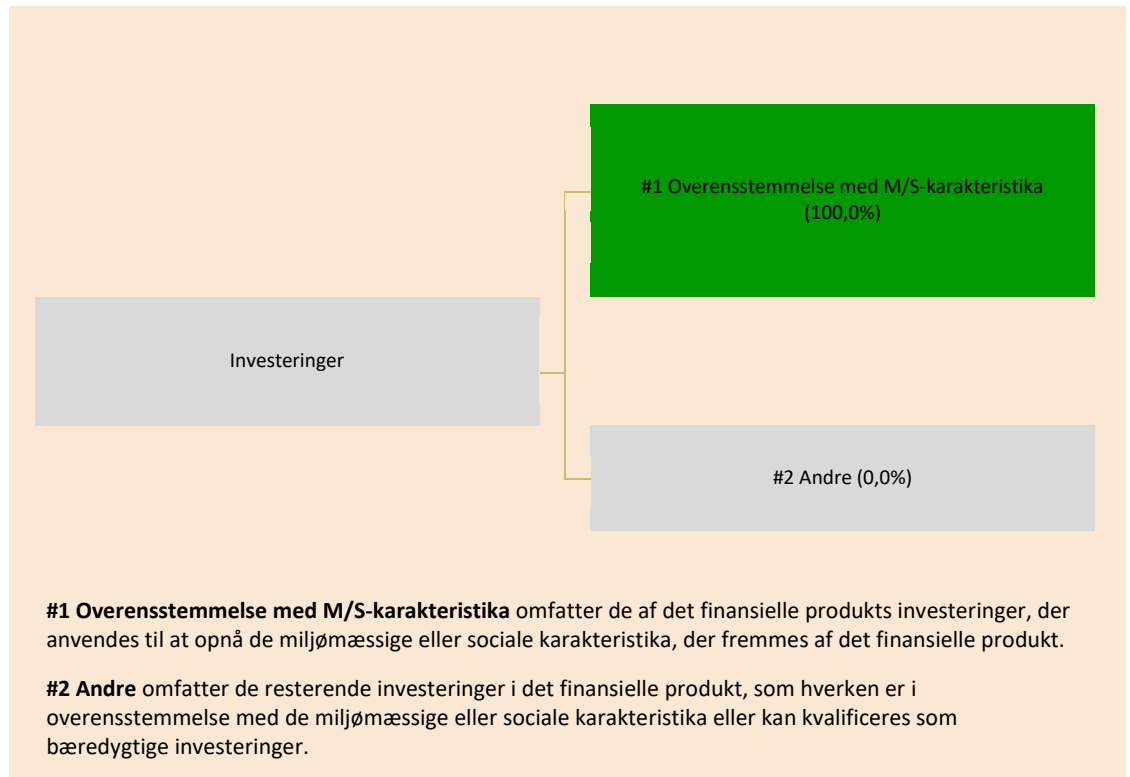 #1 Overensstemmelse med M/S-karakteristika
(100,0%)
Investeringer
#2 Andre (0,0%)
#1 Overensstemmelse med M/S-karakteristika omfatter de af det finansielle produkts investeringer, der
anvendes til at opnå de miljømæssige eller sociale karakteristika, der fremmes af det finansielle produkt.
#2 Andre omfatter de resterende investeringer i det finansielle produkt, som hverken er i
overensstemmelse med de miljømæssige eller sociale karakteristika eller kan kvalificeres som
bæredygtige investeringer.